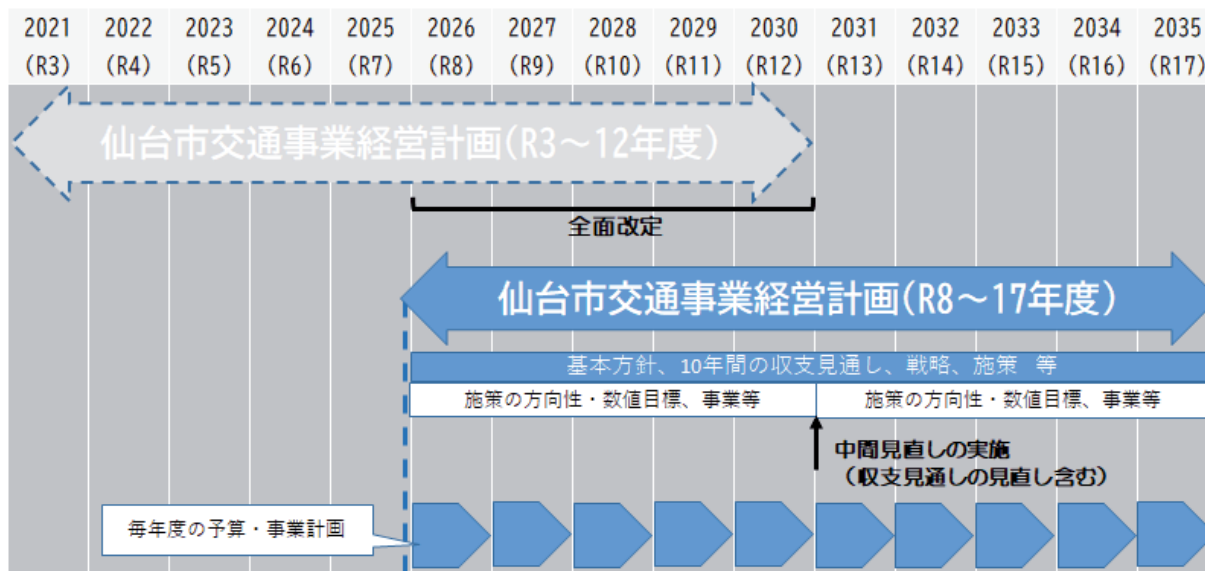 2021 2022 2023 2024 2025 2026 2027 2028 2029 2030 2031 2032 2033 2034 2035
(R3) (R4) (R5) (R6) (R7) (R8) (R9) (R10) (R11) (R12) (R13) (R14) (R15) (R16) (R17)
仙台市交通事業経営計画(R3～12年度)
全面改定
仙台市交通事業経営計画(R8～17年度)
基本方針、10年間の収支見通し、戦略、施策 等
施策の方向性・数値目標、事業等 施策の方向性・数値目標、事業等
中間見直しの実施
（収支見通しの見直し含む）
毎年度の予算・事業計画